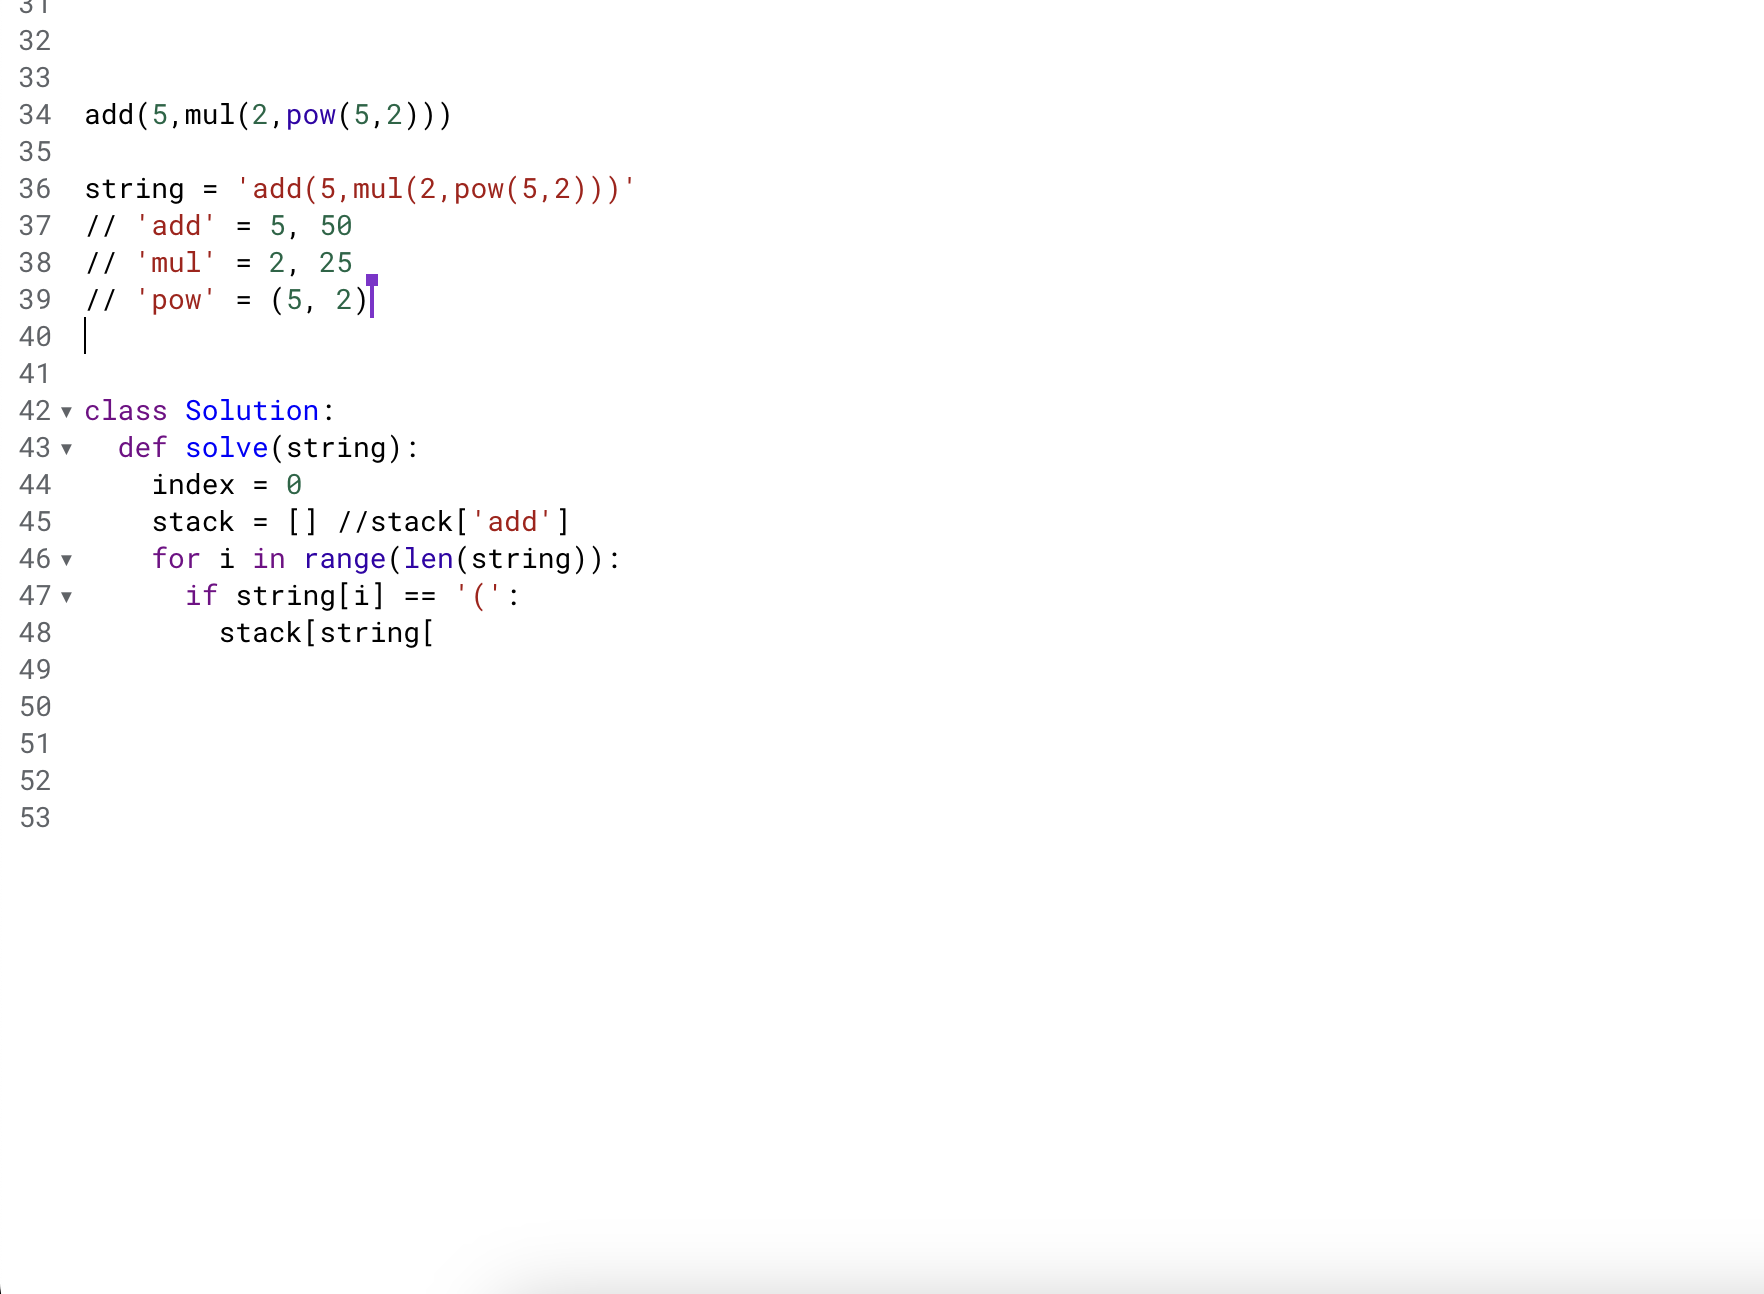 31
32
33
34 add(5,mul(2,pow(5,2)))
35
36 string = 'add(5,mul(2,pow(5,2)))'
37 // 'add' = 5, 50
38 // 'mul' = 2, 25
39 // 'pow' = (5, 2)
40
41
42 class Solution:
43   def solve(string):
44     index = 0
45     stack = [] //stack['add']
46     for i in range(len(string)):
47       if string[i] == '(':
48         stack[string[
49
50
51
52
53